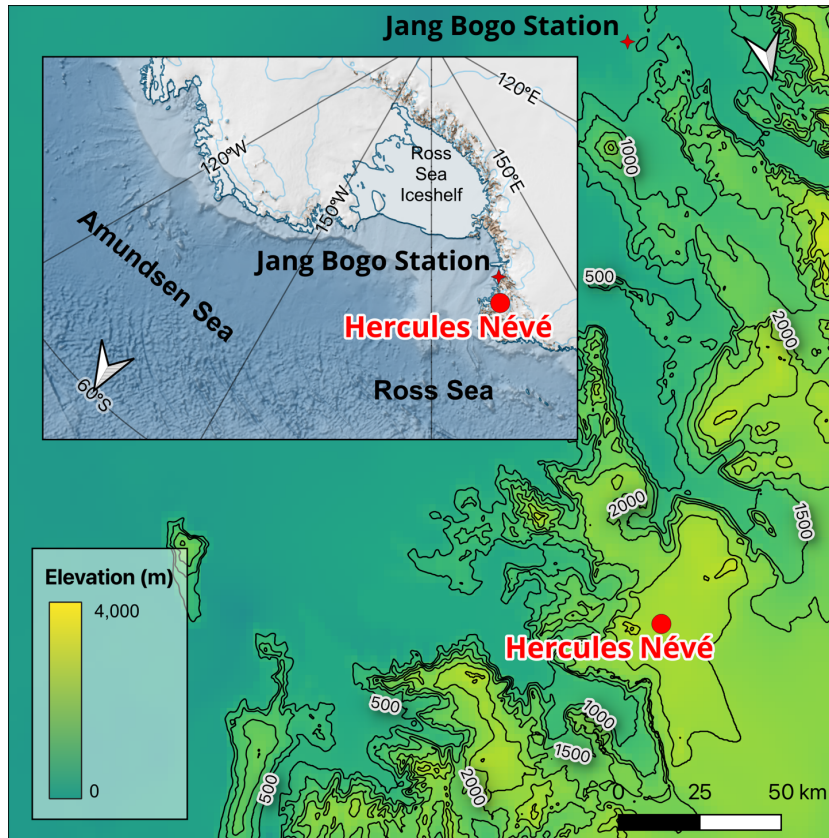 Jang Bogo Station
120°E
120°W
150°W
150°E
Ross
Sea
Iceshelf
Amundsen Sea
Jang Bogo Station
Hercules Névé
60°S
Ross Sea
1000
500
2000
2000
1500
Elevation (m)
4,000
0
Hercules Névé
500
1000
1500
2000
500
0 25 50 km